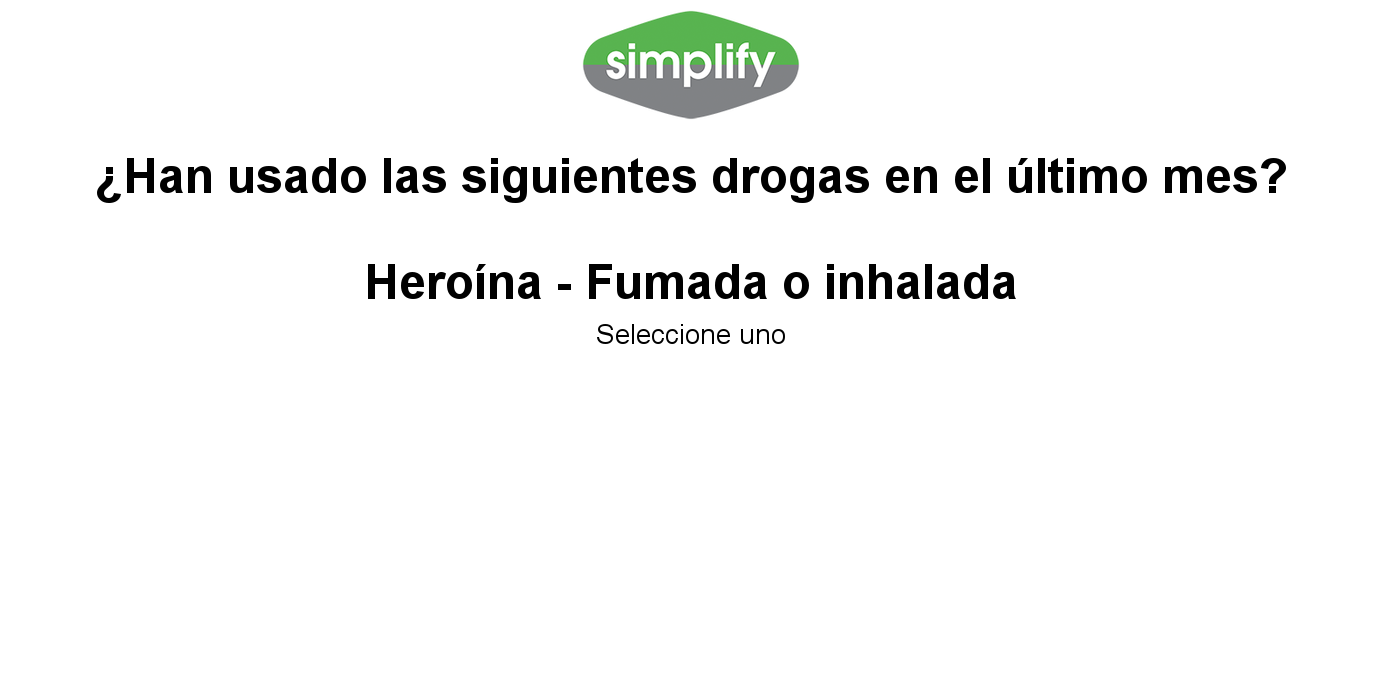 simplify
¿Han usado las siguientes drogas en el último mes?
Heroína - Fumada o inhalada
Seleccione uno